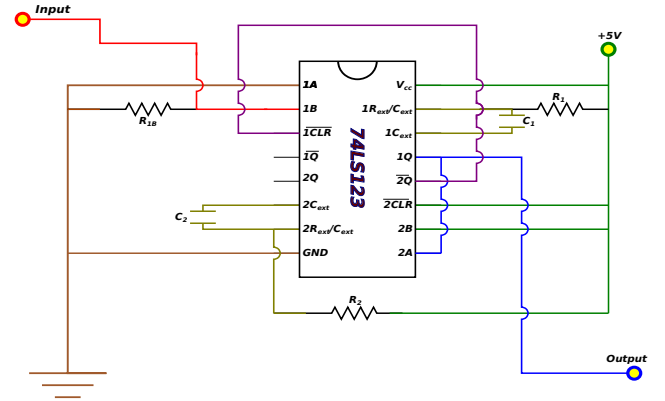 Input
+5V
1A
1B
1CLR
1Q
2Q
2Cext
2Rext/Cext
GND
74LS123
Vcc
1Rext/Cext
1Cext
1Q
2Q
2CLR
2B
2A
R1B
C2
R1
C1
R2
Output